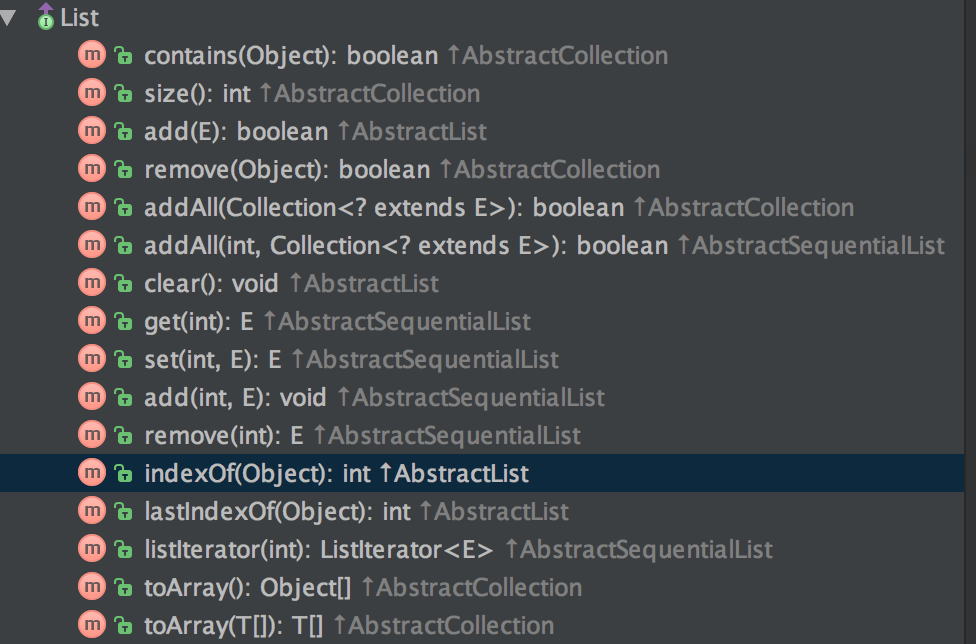 List
contains(Object): boolean ↑AbstractCollection
size(): int ↑AbstractCollection
add(E): boolean ↑AbstractList
remove(Object): boolean ↑AbstractCollection
addAll(Collection<? extends E>): boolean ↑AbstractCollection
addAll(int, Collection<? extends E>): boolean ↑AbstractSequentialList
clear(): void ↑AbstractList
get(int): E ↑AbstractSequentialList
set(int, E): E ↑AbstractSequentialList
add(int, E): void ↑AbstractSequentialList
remove(int): E ↑AbstractSequentialList
indexOf(Object): int ↑AbstractList
lastIndexOf(Object): int ↑AbstractList
listIterator(int): ListIterator<E> ↑AbstractSequentialList
toArray(): Object[] ↑AbstractCollection
toArray(T[]): T[] ↑AbstractCollection